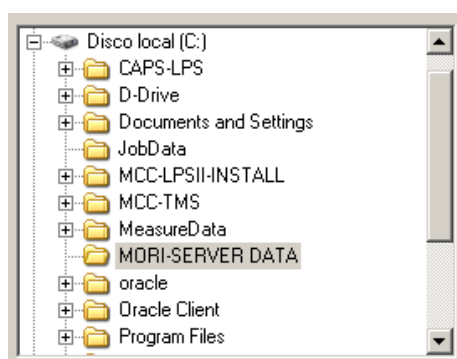 Disco local (C:)
CAPS-LPS
D-Drive
Documents and Settings
JobData
MCC-LPSII-INSTALL
MCC-TMS
MeasureData
MORI-SERVER DATA
oracle
Oracle Client
Program Files